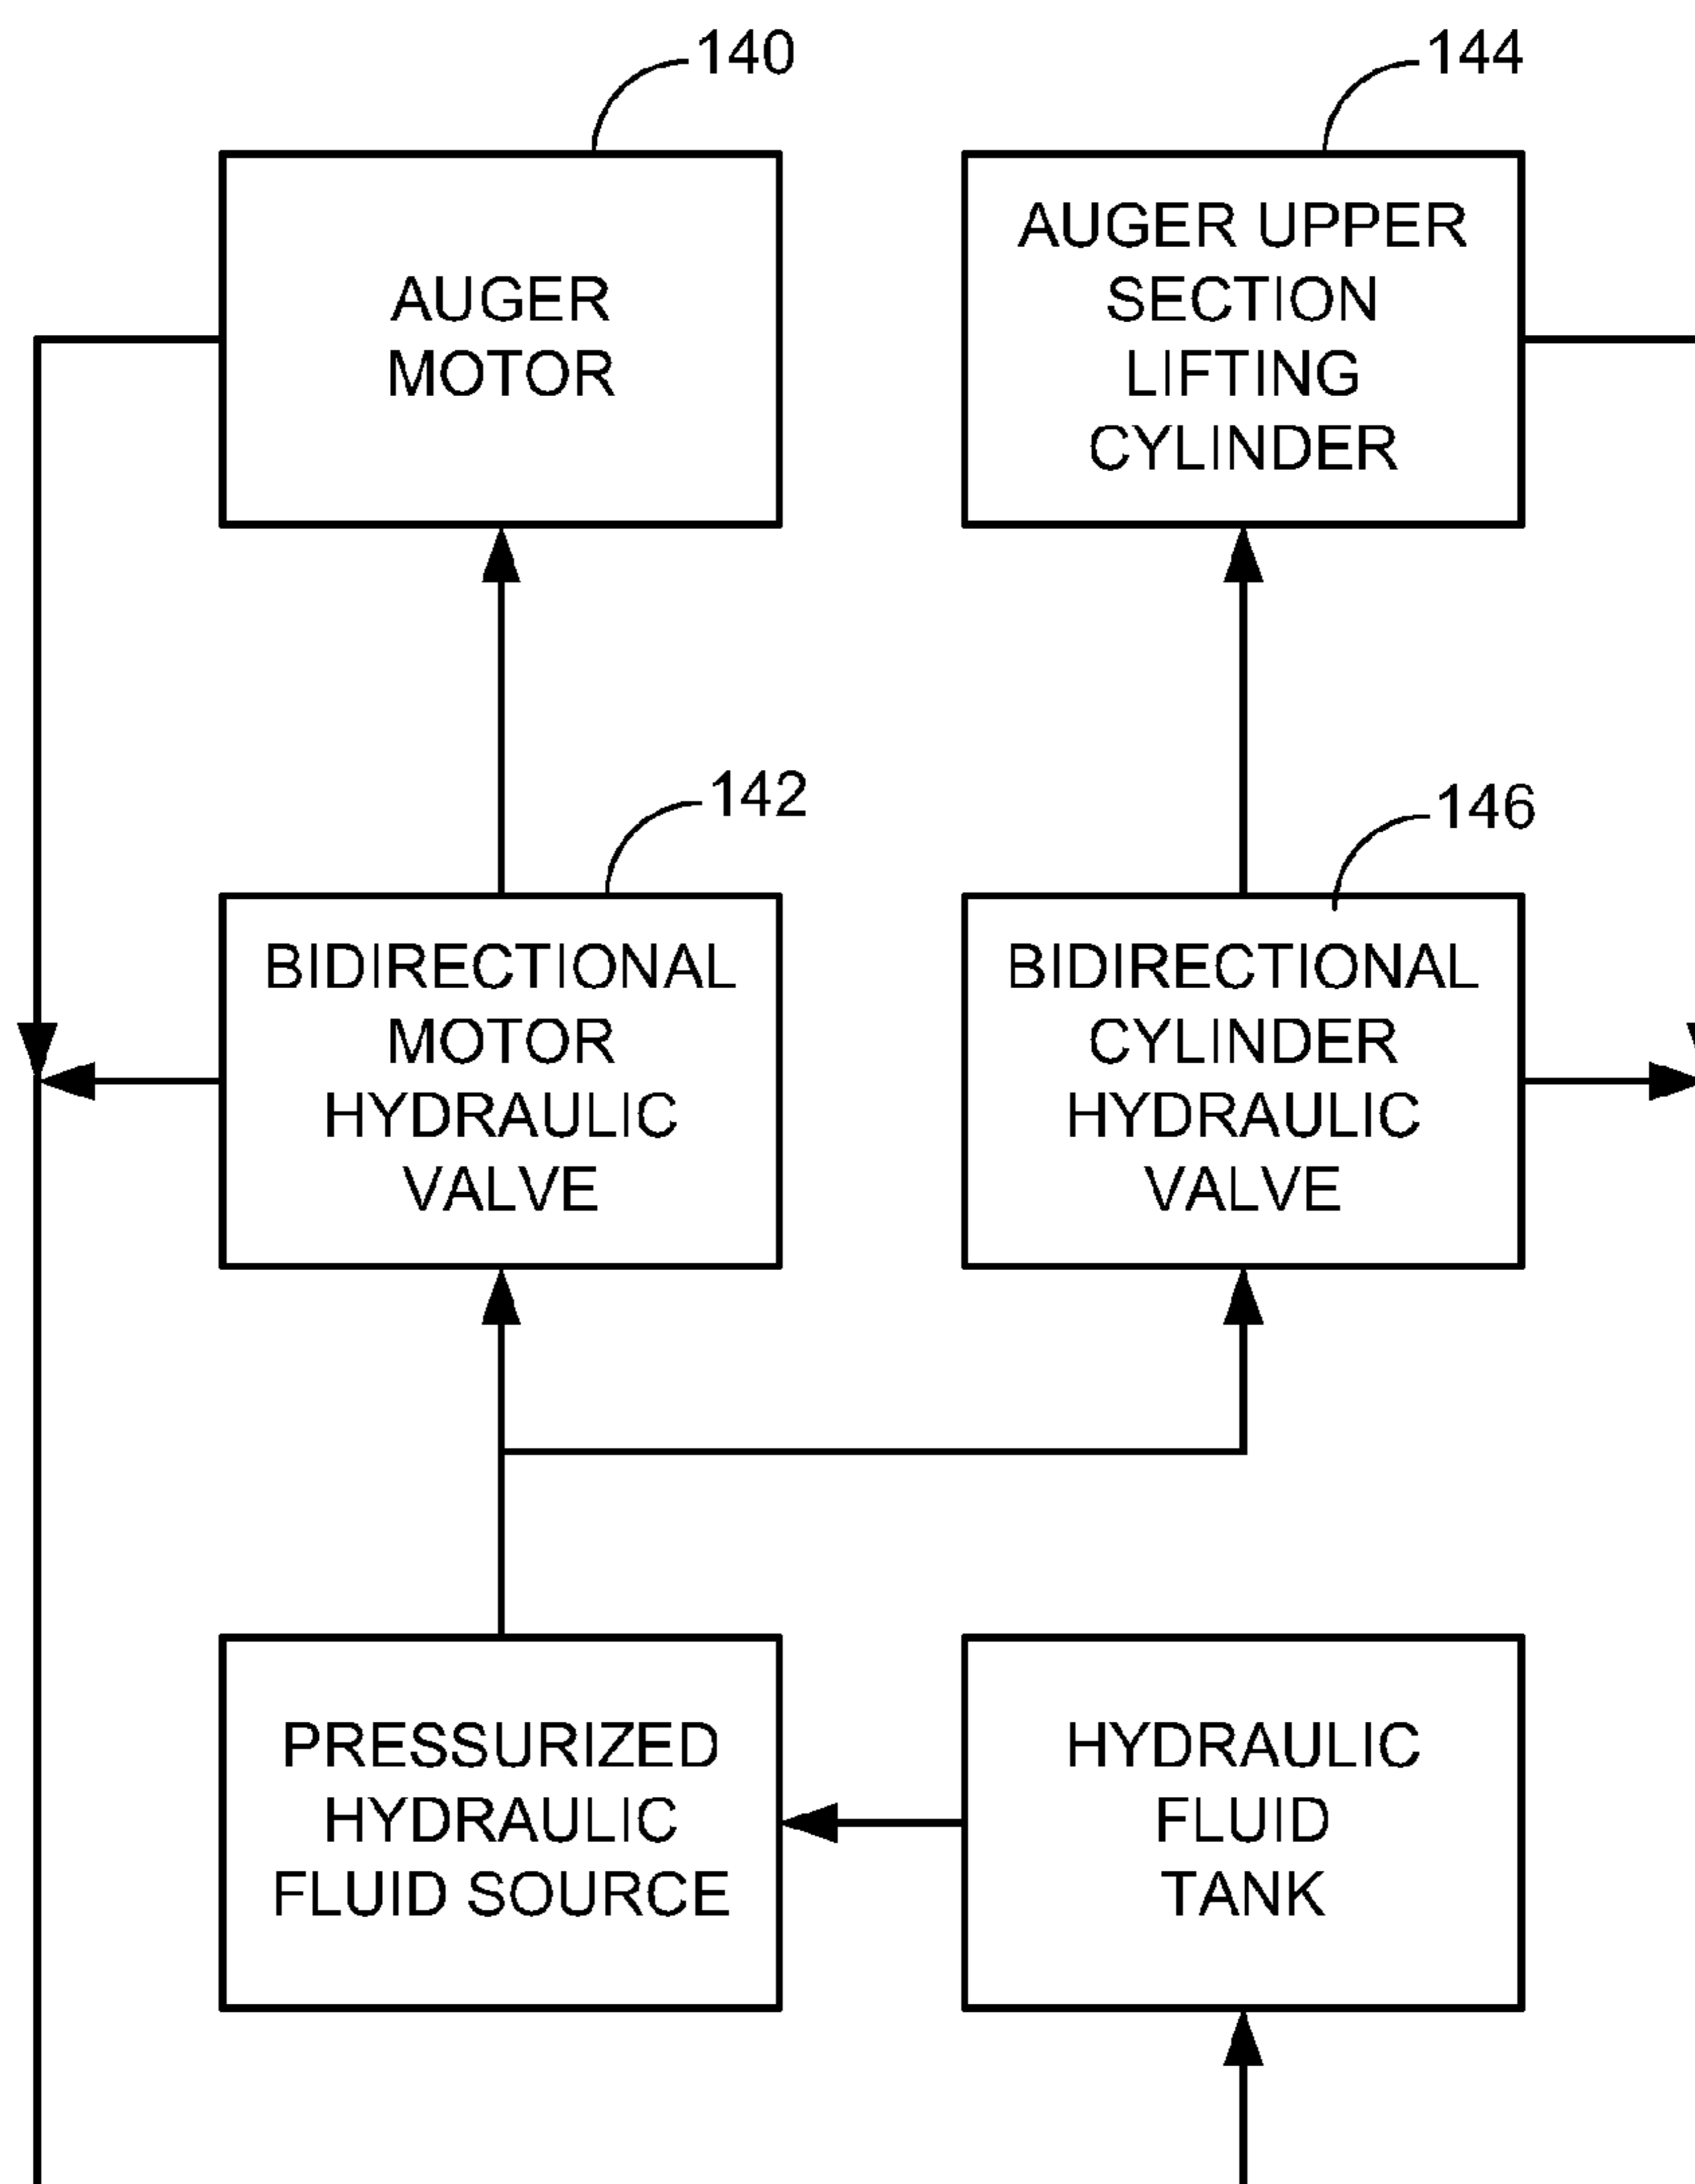 140
144
AUGER
MOTOR
AUGER UPPER
SECTION
LIFTING
CYLINDER
142
146
BIDIRECTIONAL
MOTOR
HYDRAULIC
VALVE
BIDIRECTIONAL
CYLINDER
HYDRAULIC
VALVE
PRESSURIZED
HYDRAULIC
FLUID SOURCE
HYDRAULIC
FLUID
TANK